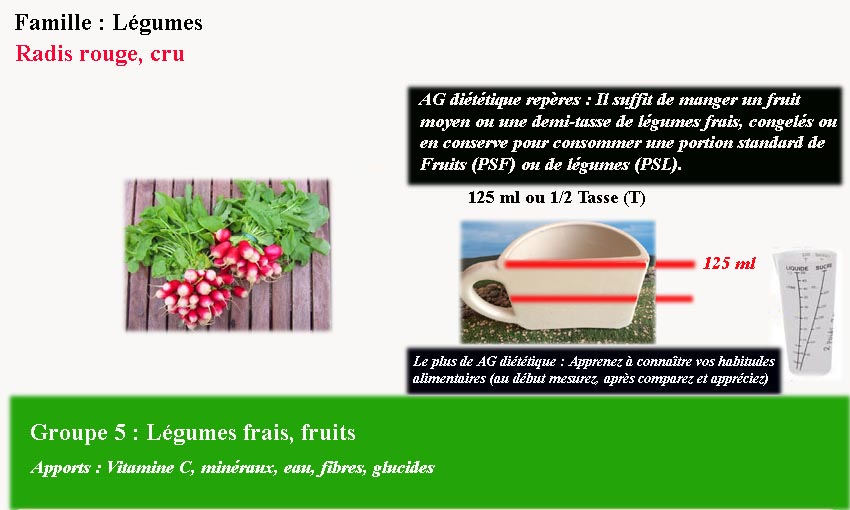 Famille : Légumes
Radis rouge, cru
AG diététique repères : Il suffit de manger un fruit
moyen ou une demi-tasse de légumes frais, congelés ou
en conserve pour consommer une portion standard de
Fruits (PSF) ou de légumes (PSL).
125 ml ou 1/2 Tasse (T)
125 ml
LIQUIDE SUCRE
Le plus de AG diététique : Apprenez à connaître vos habitudes
alimentaires (au début mesurez, après comparez et appréciez)
Groupe 5 : Légumes frais, fruits
Apports : Vitamine C, minéraux, eau, fibres, glucides